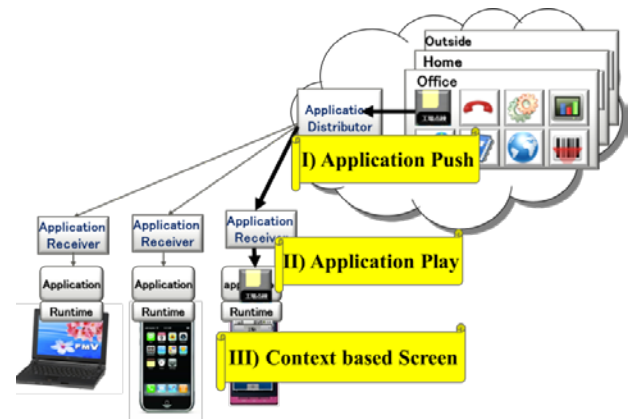 Outside
Home
Office
Application
Distributor
I) Application Push
Application
Receiver
Application
Receiver
Application
II) Application Play
Application
Application
Runtime
Runtime
Runtime
FMV
III) Context based Screen